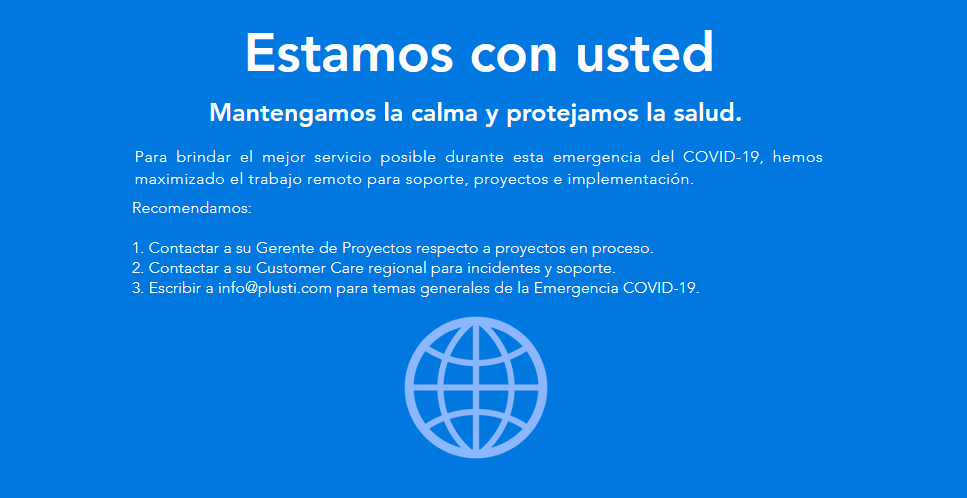 Estamos con usted
Mantengamos la calma y protejamos la salud.
Para brindar el mejor servicio posible durante esta emergencia del COVID-19, hemos
maximizado el trabajo remoto para soporte, proyectos e implementación.
Recomendamos:
1. Contactar a su Gerente de Proyectos respecto a proyectos en proceso.
2. Contactar a su Customer Care regional para incidentes y soporte.
3. Escribir a info@plusti.com para temas generales de la Emergencia COVID-19.